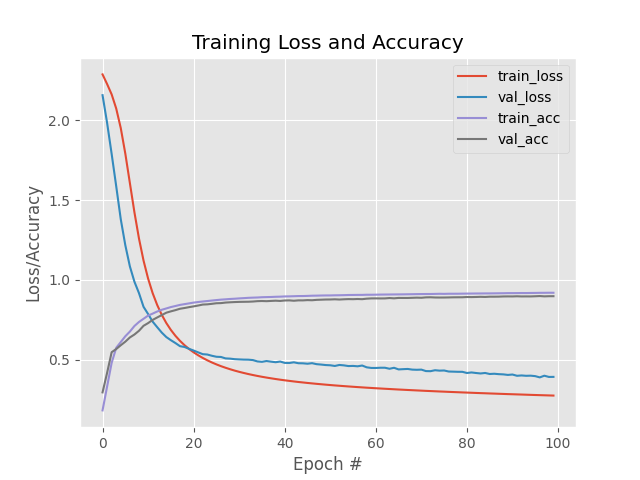 Training Loss and Accuracy
train_loss
val_loss
train_acc
val_acc
Loss/Accuracy
2.0
1.5
1.0
0.5
0 20 40 60 80 100
Epoch #